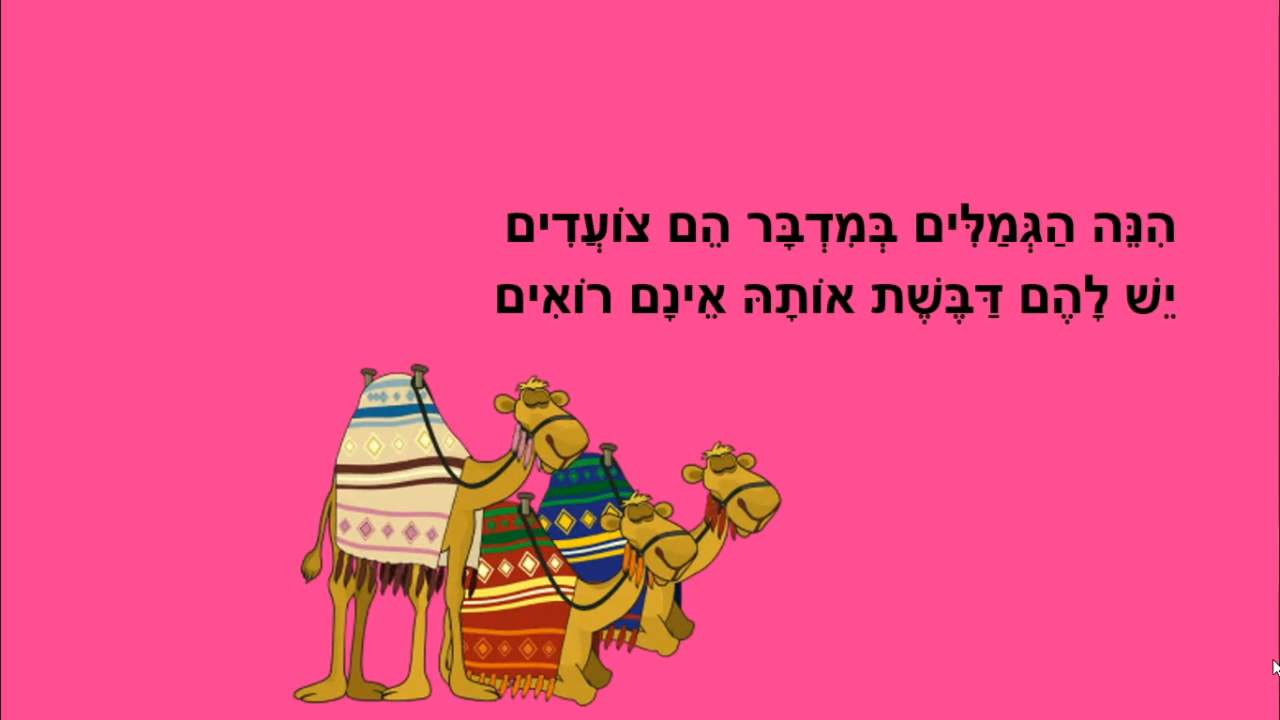 הִנֵּה הַגְּמַלִּים בְּמִדְבָּר הֵם צוֹעֲדִים
יֵשׁ לָהֶם דַּבֶּשֶׁת אוֹתָהּ אֵינָם רוֹאִים